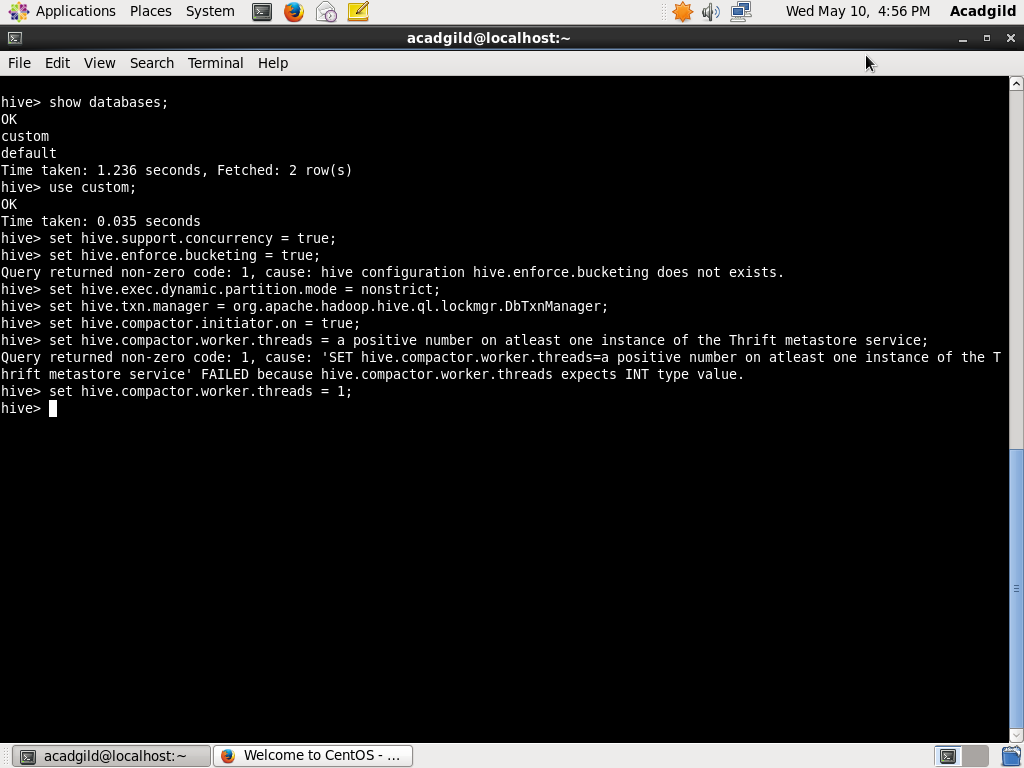 Applications Places System Wed May 10, 4:56 PM Acadgild
acadgild@localhost:~
File Edit View Search Terminal Help
hive> show databases;
OK
custom
default
Time taken: 1.236 seconds, Fetched: 2 row(s)
hive> use custom;
OK
Time taken: 0.035 seconds
hive> set hive.support.concurrency = true;
hive> set hive.enforce.bucketing = true;
Query returned non-zero code: 1, cause: hive configuration hive.enforce.bucketing does not exists.
hive> set hive.exec.dynamic.partition.mode = nonstrict;
hive> set hive.txn.manager = org.apache.hadoop.hive.ql.lockmgr.DbTxnManager;
hive> set hive.compactor.initiator.on = true;
hive> set hive.compactor.worker.threads = a positive number on atleast one instance of the Thrift metastore service;
Query returned non-zero code: 1, cause: 'SET hive.compactor.worker.threads=a positive number on atleast one instance of the T
hrift metastore service' FAILED because hive.compactor.worker.threads expects INT type value.
hive> set hive.compactor.worker.threads = 1;
hive>
acadgild@localhost:~ Welcome to CentOS - ...